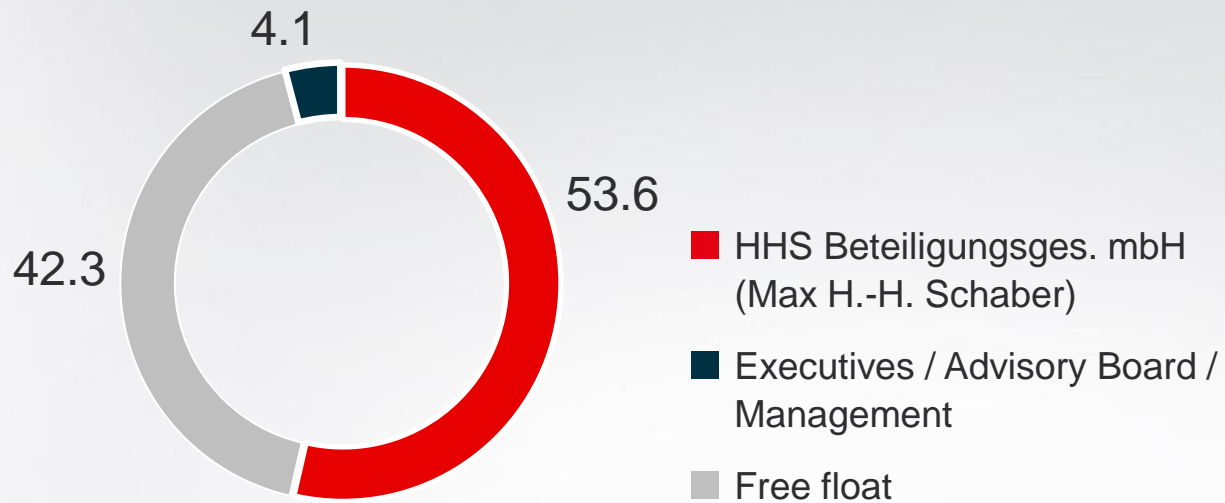 4.1
53.6
42.3
HHS Beteiligungsges. mbH
(Max H.-H. Schaber)
Executives / Advisory Board /
Management
Free float